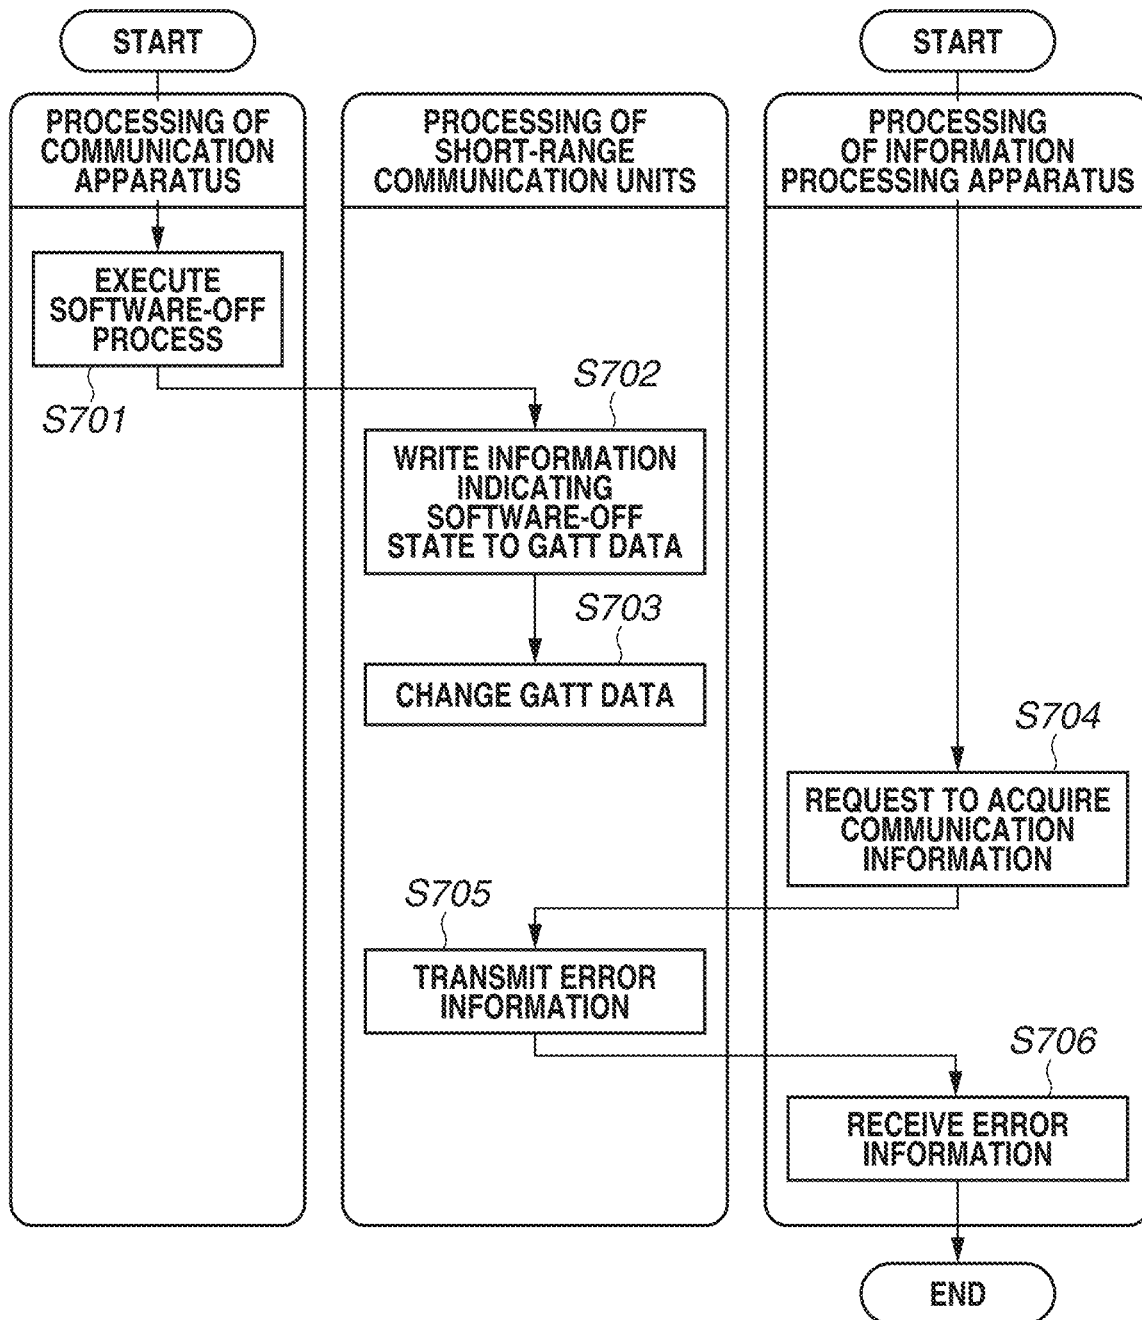 START
START
PROCESSING OF
COMMUNICATION
APPARATUS
PROCESSING OF
SHORT-RANGE
COMMUNICATION UNITS
PROCESSING
OF INFORMATION
PROCESSING APPARATUS
EXECUTE
SOFTWARE-OFF
PROCESS
S701
S702
WRITE INFORMATION
INDICATING
SOFTWARE-OFF
STATE TO GATT DATA
S703
CHANGE GATT DATA
S704
REQUEST TO ACQUIRE
COMMUNICATION
INFORMATION
S705
TRANSMIT ERROR
INFORMATION
S706
RECEIVE ERROR
INFORMATION
END